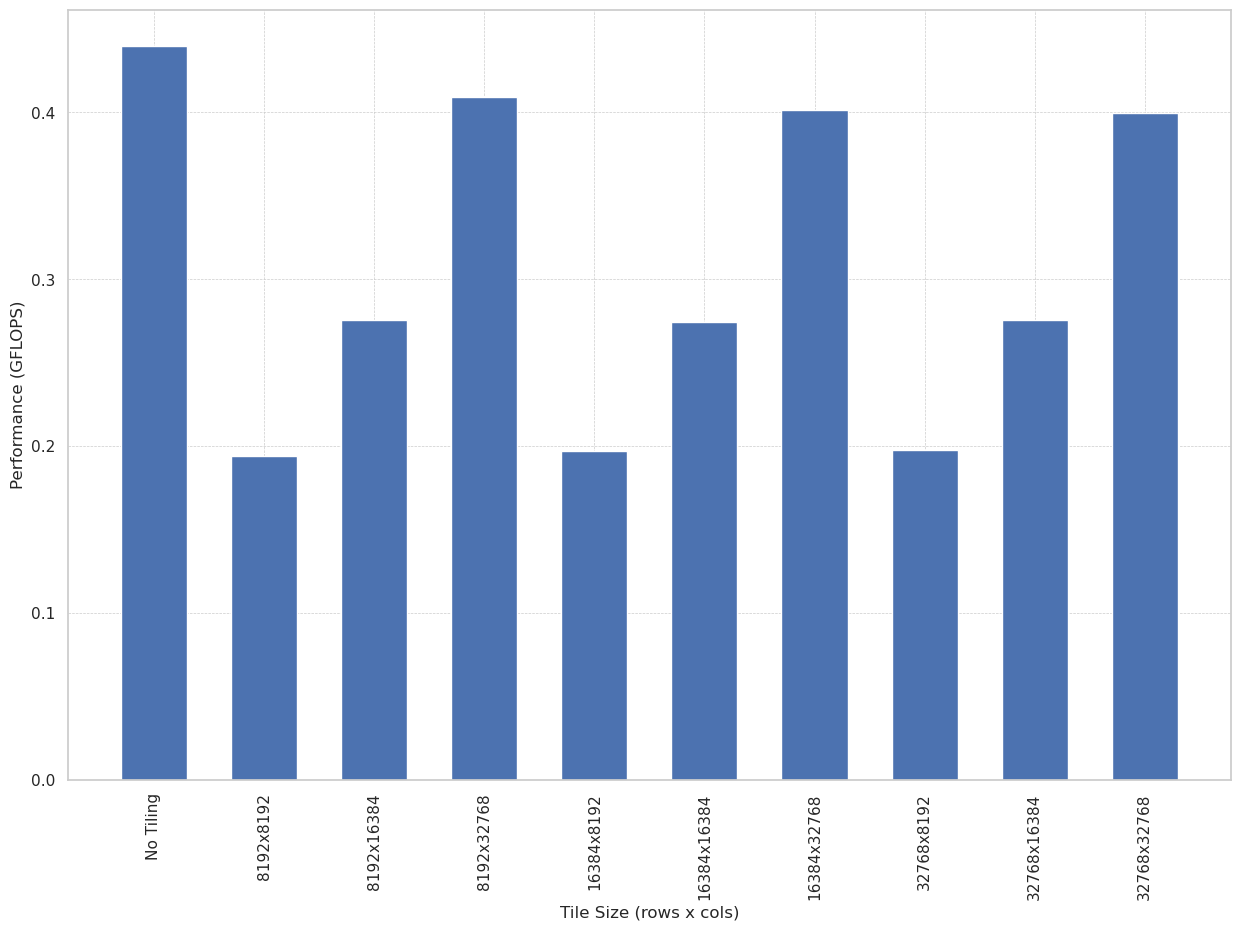 Performance (GFLOPS)
0.4
0.3
0.2
0.1
0.0
No Tiling
8192x8192
8192x16384
8192x32768
16384x8192
16384x16384
16384x32768
32768x8192
32768x16384
32768x32768
Tile Size (rows x cols)